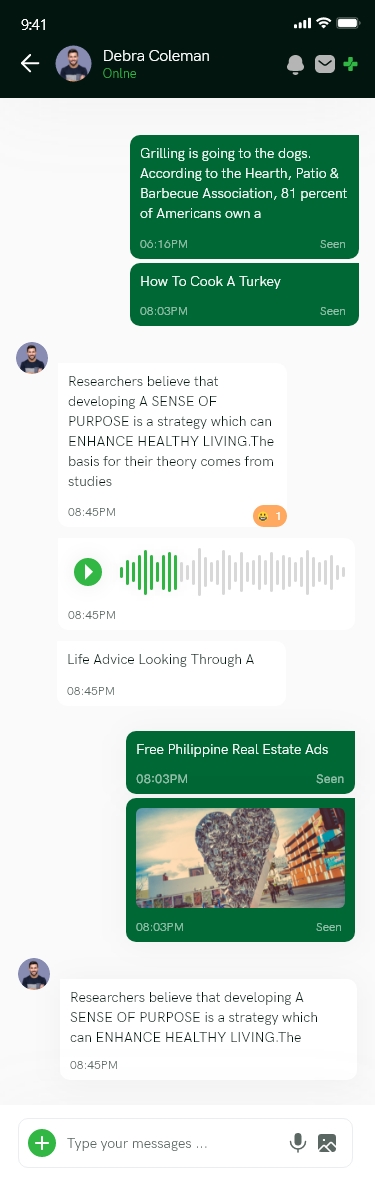 9:41
Debra Coleman
Onlne
Grilling is going to the dogs.
According to the Hearth, Patio &
Barbecue Association, 81 percent
of Americans own a
06:16PM Seen
How To Cook A Turkey
08:03PM Seen
Researchers believe that
developing A SENSE OF
PURPOSE is a strategy which can
ENHANCE HEALTHY LIVING.The
basis for their theory comes from
studies
08:45PM
1
08:45PM
Life Advice Looking Through A
08:45PM
Free Philippine Real Estate Ads
08:03PM Seen
08:03PM Seen
Researchers believe that developing A
SENSE OF PURPOSE is a strategy which
can ENHANCE HEALTHY LIVING.The
08:45PM
Type your messages ...